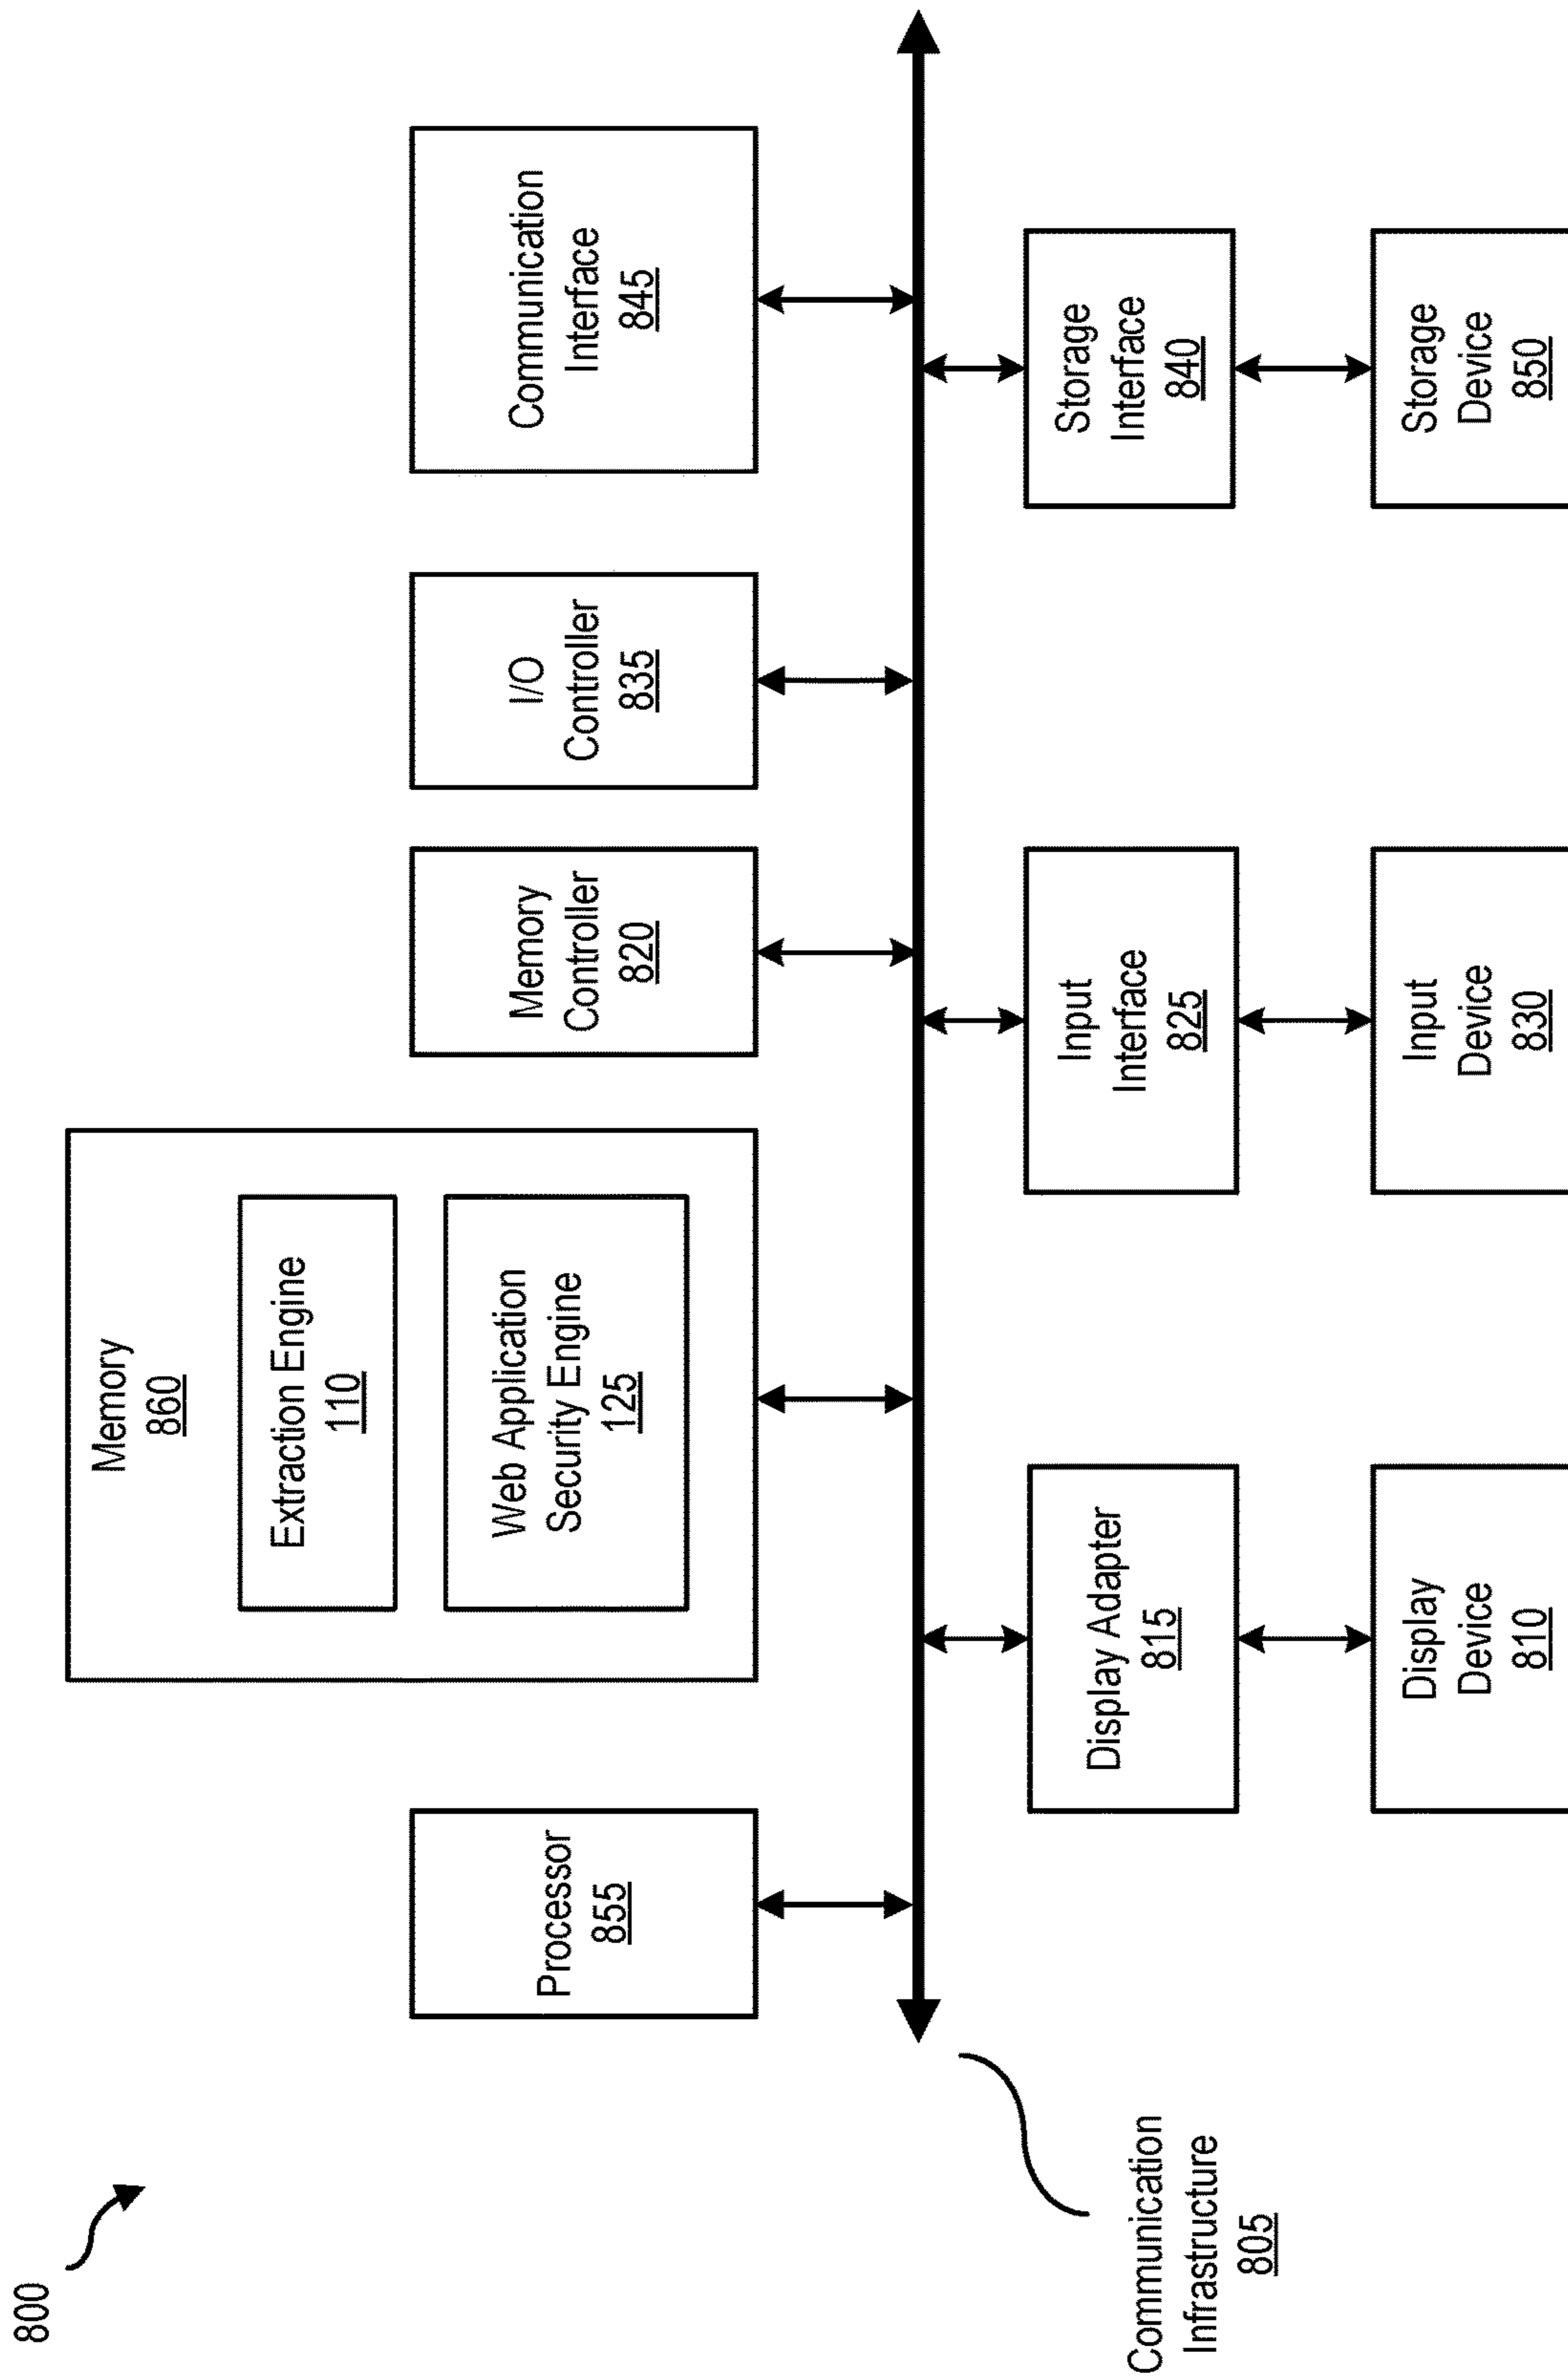 800
Processor
855
Memory
860
Extraction Engine
110
Web Application
Security Engine
125
Memory
Controller
820
I/O
Controller
835
Communication
Interface
845
Communication
Infrastructure
805
Display Adapter
815
Input
Interface
825
Storage
Interface
840
Display
Device
810
Input
Device
830
Storage
Device
850